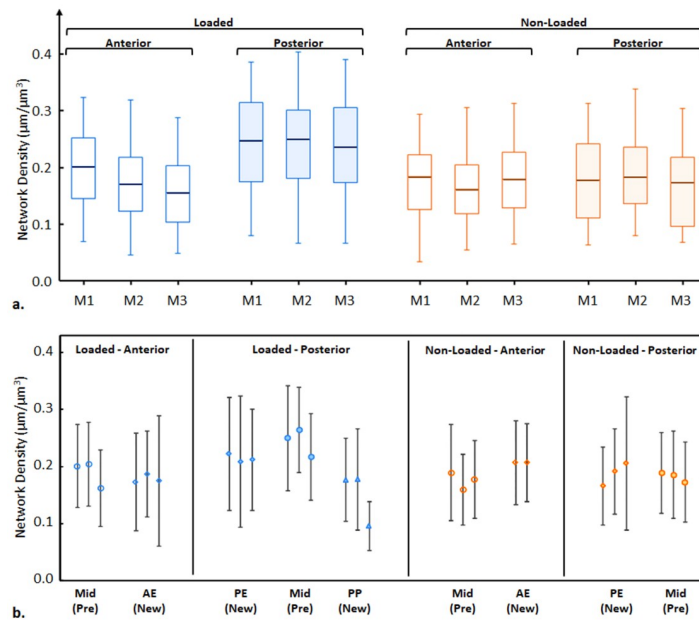 Loaded Non-Loaded
Anterior Posterior Anterior Posterior
Network Density (µm/µm³)
0.4
0.3
0.2
0.1
0.0
M1 M2 M3 M1 M2 M3 M1 M2 M3 M1 M2 M3
a.
Loaded - Anterior Loaded - Posterior Non-Loaded - Anterior Non-Loaded - Posterior
Network Density (µm/µm³)
0.4
0.3
0.2
0.1
0.0
Mid AE PE Mid PP Mid AE PE Mid
(Pre) (New) (New) (Pre) (New) (Pre) (New) (New) (Pre)
b.